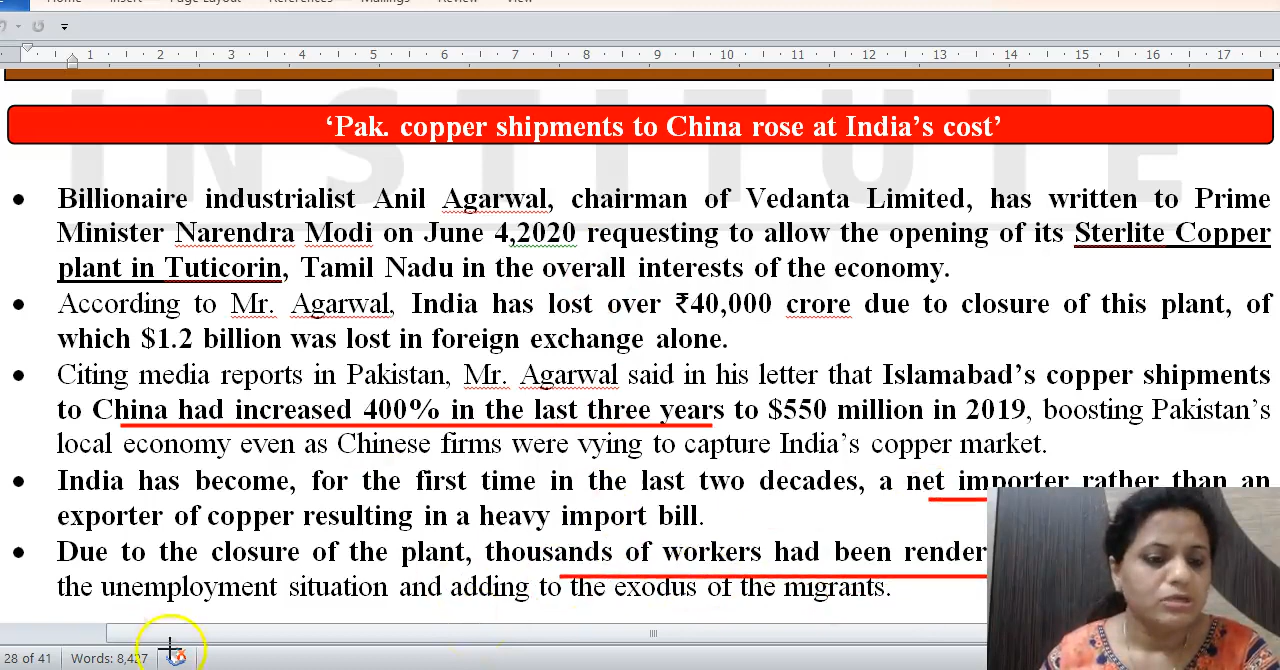 Home Insert Page Layout References Mailings Review View
1 2 3 4 5 6 7 8 9 10 11 12 13 14 15 16 17
INSTITUTE
‘Pak. copper shipments to China rose at India’s cost’
• Billionaire industrialist Anil Agarwal, chairman of Vedanta Limited, has written to Prime
Minister Narendra Modi on June 4,2020 requesting to allow the opening of its Sterlite Copper
plant in Tuticorin, Tamil Nadu in the overall interests of the economy.
• According to Mr. Agarwal, India has lost over ₹40,000 crore due to closure of this plant, of
which $1.2 billion was lost in foreign exchange alone.
• Citing media reports in Pakistan, Mr. Agarwal said in his letter that Islamabad’s copper shipments
to China had increased 400% in the last three years to $550 million in 2019, boosting Pakistan’s
local economy even as Chinese firms were vying to capture India’s copper market.
• India has become, for the first time in the last two decades, a net importer rather than an
exporter of copper resulting in a heavy import bill.
• Due to the closure of the plant, thousands of workers had been render
the unemployment situation and adding to the exodus of the migrants.
28 of 41 Words: 8,427